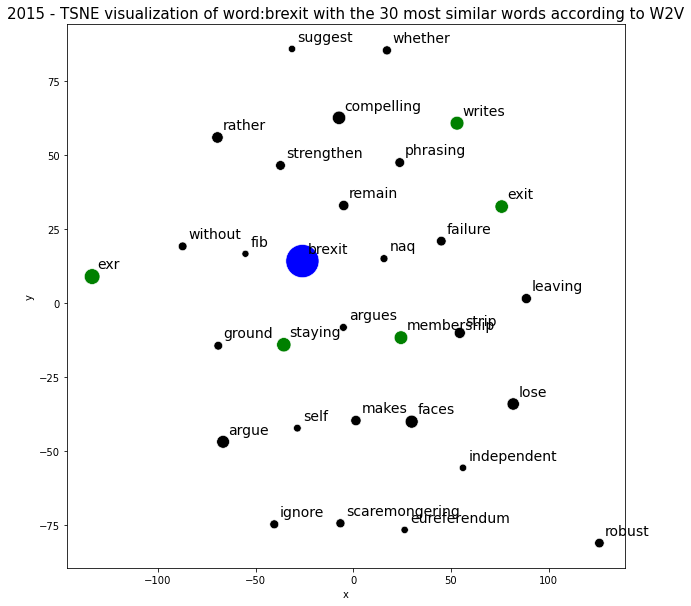 2015 - TSNE visualization of word:brexit with the 30 most similar words according to W2V
suggest
whether
75
compelling
writes
rather
phrasing
strengthen
50
remain
exit
25
without
failure
fib
brexit
naq
exr
leaving
y
0
argues
ground
staying
membership
strip
−25
lose
self
makes
faces
argue
−50
independent
ignore
scaremongering
eureferendum
−75
robust
−100
−50
0
50
100
x